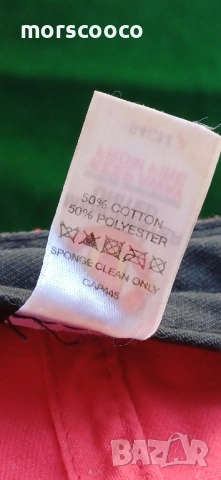 morscooco
50% COTTON
50% POLYESTER
SPONGE CLEAN ONLY
CAP445
BAZAR